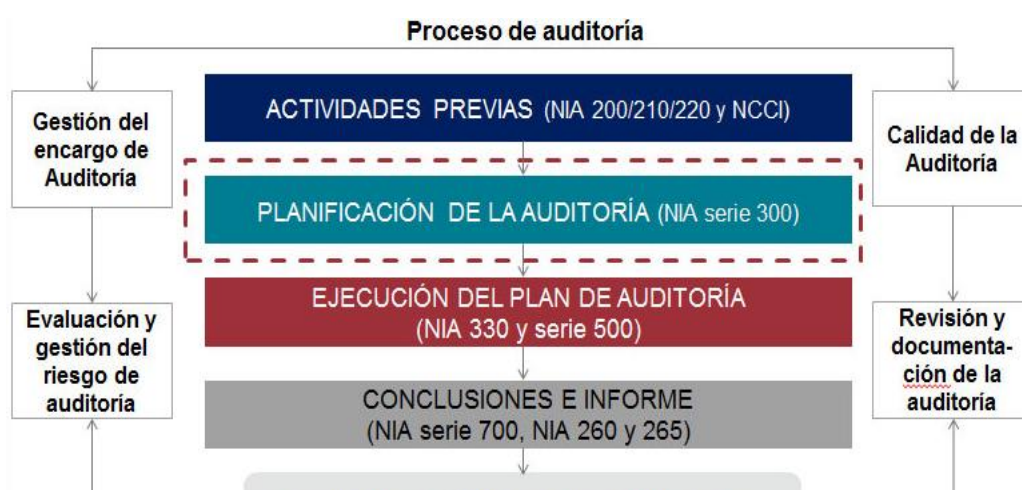 Proceso de auditoría
Gestión del
encargo de
Auditoría
Evaluación y
gestión del
riesgo de
auditoría
ACTIVIDADES PREVIAS (NIA 200/210/220 y NCCI)
PLANIFICACIÓN DE LA AUDITORÍA (NIA serie 300)
EJECUCIÓN DEL PLAN DE AUDITORÍA
(NIA 330 y serie 500)
CONCLUSIONES E INFORME
(NIA serie 700, NIA 260 y 265)
Calidad de la
Auditoría
Revisión y
documenta-
ción de la
auditoría